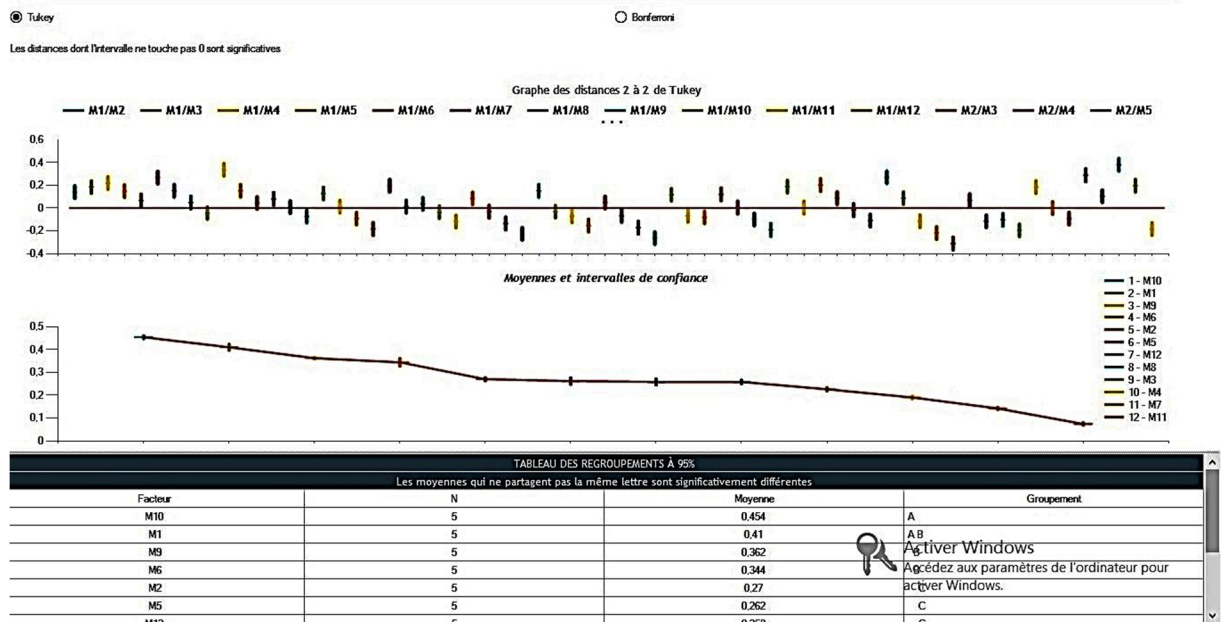 Tukey Bonferroni
Les distances dont l'intervalle ne touche pas 0 sont significatives
Graphe des distances 2 à 2 de Tukey
M1/M2 M1/M3 M1/M4 M1/M5 M1/M6 M1/M7 M1/M8 M1/M9 M1/M10 M1/M11 M1/M12 M2/M3 M2/M4 M2/M5
...
0,6
0,4
0,2
0
-0,2
-0,4
Moyennes et intervalles de confiance
1 - M10
2 - M1
3 - M9
4 - M6
5 - M2
6 - M5
7 - M12
8 - M8
9 - M3
10 - M4
11 - M7
12 - M11
0,5
0,4
0,3
0,2
0,1
0
TABLEAU DES REGROUPEMENTS À 95%
Les moyennes qui ne partagent pas la même lettre sont significativement différentes
Facteur N Moyenne Groupement
M10 5 0,454 A
M1 5 0,41 A B
M9 5 0,362 B
M6 5 0,344
M2 5 0,27 C
M5 5 0,262 C
Activer Windows
Accédez aux paramètres de l'ordinateur pour
activer Windows.